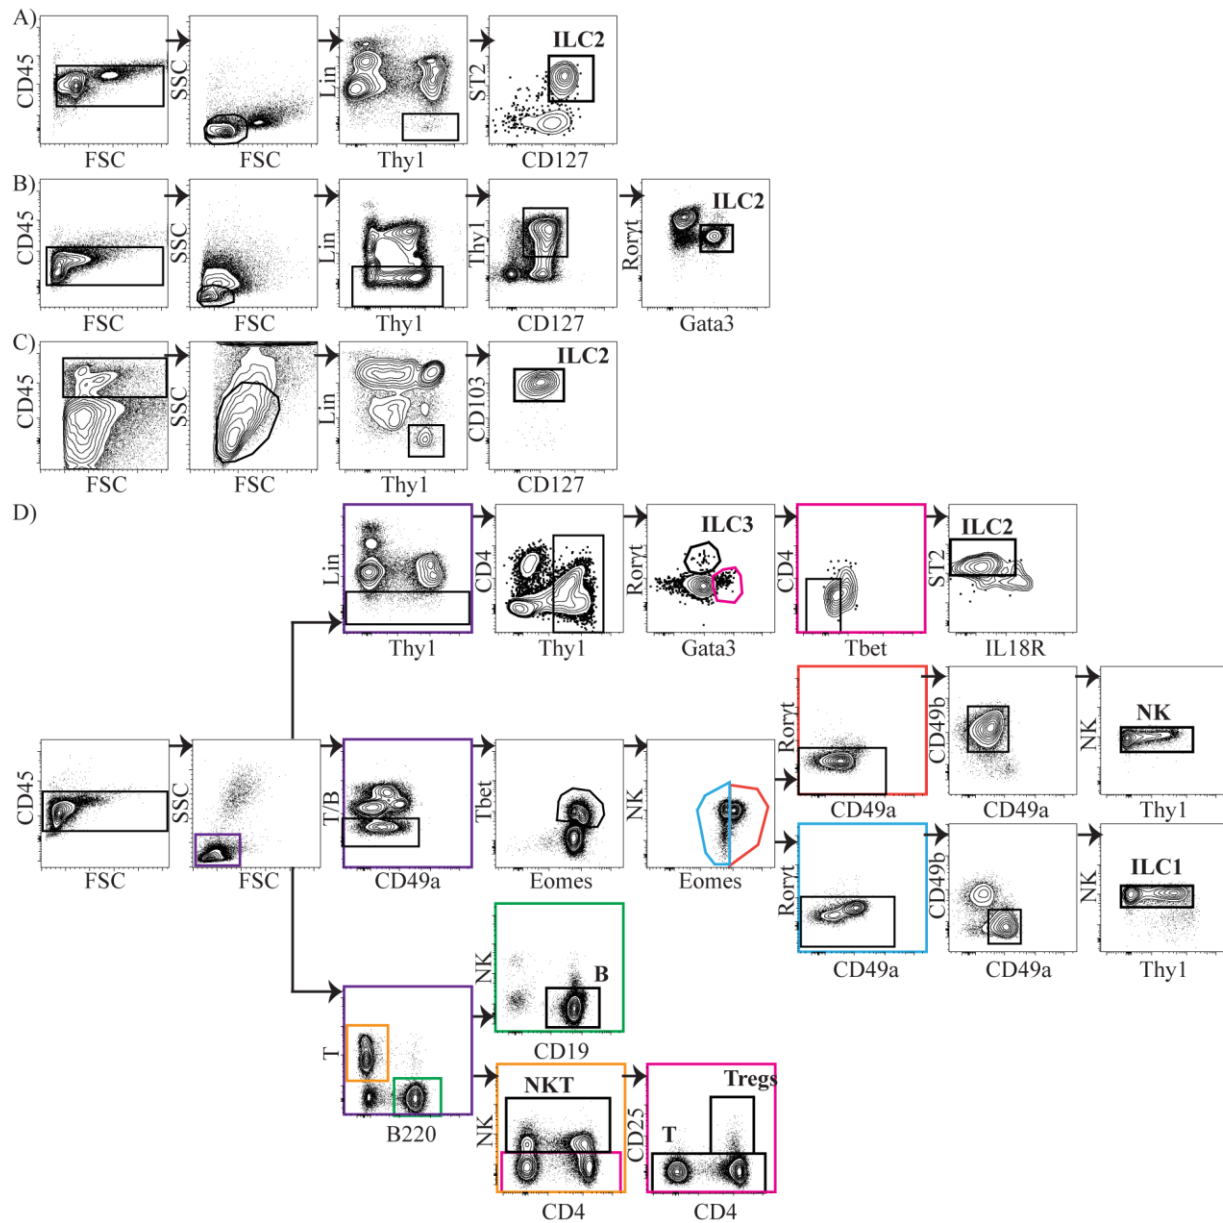 A)
CD45
FSC
SSC
FSC
Lin
Thy1
ST2
ILC2
CD127
B)
CD45
FSC
SSC
FSC
Lin
Thy1
Thy1
CD127
Rorγt
ILC2
Gata3
C)
CD45
FSC
SSC
FSC
Lin
Thy1
CD103
ILC2
CD127
D)
Lin
Thy1
CD4
Thy1
Rorγt
ILC3
Gata3
CD4
Tbet
ST2
ILC2
IL18R
CD45
FSC
SSC
FSC
T/B
CD49a
Tbet
Eomes
NK
Eomes
Rorγt
CD49a
CD49b
CD49a
NK
NK
Thy1
Rorγt
CD49a
CD49b
CD49a
NK
ILC1
Thy1
T
B220
NK
B
CD19
NK
NKT
CD4
CD25
Tregs
T
CD4